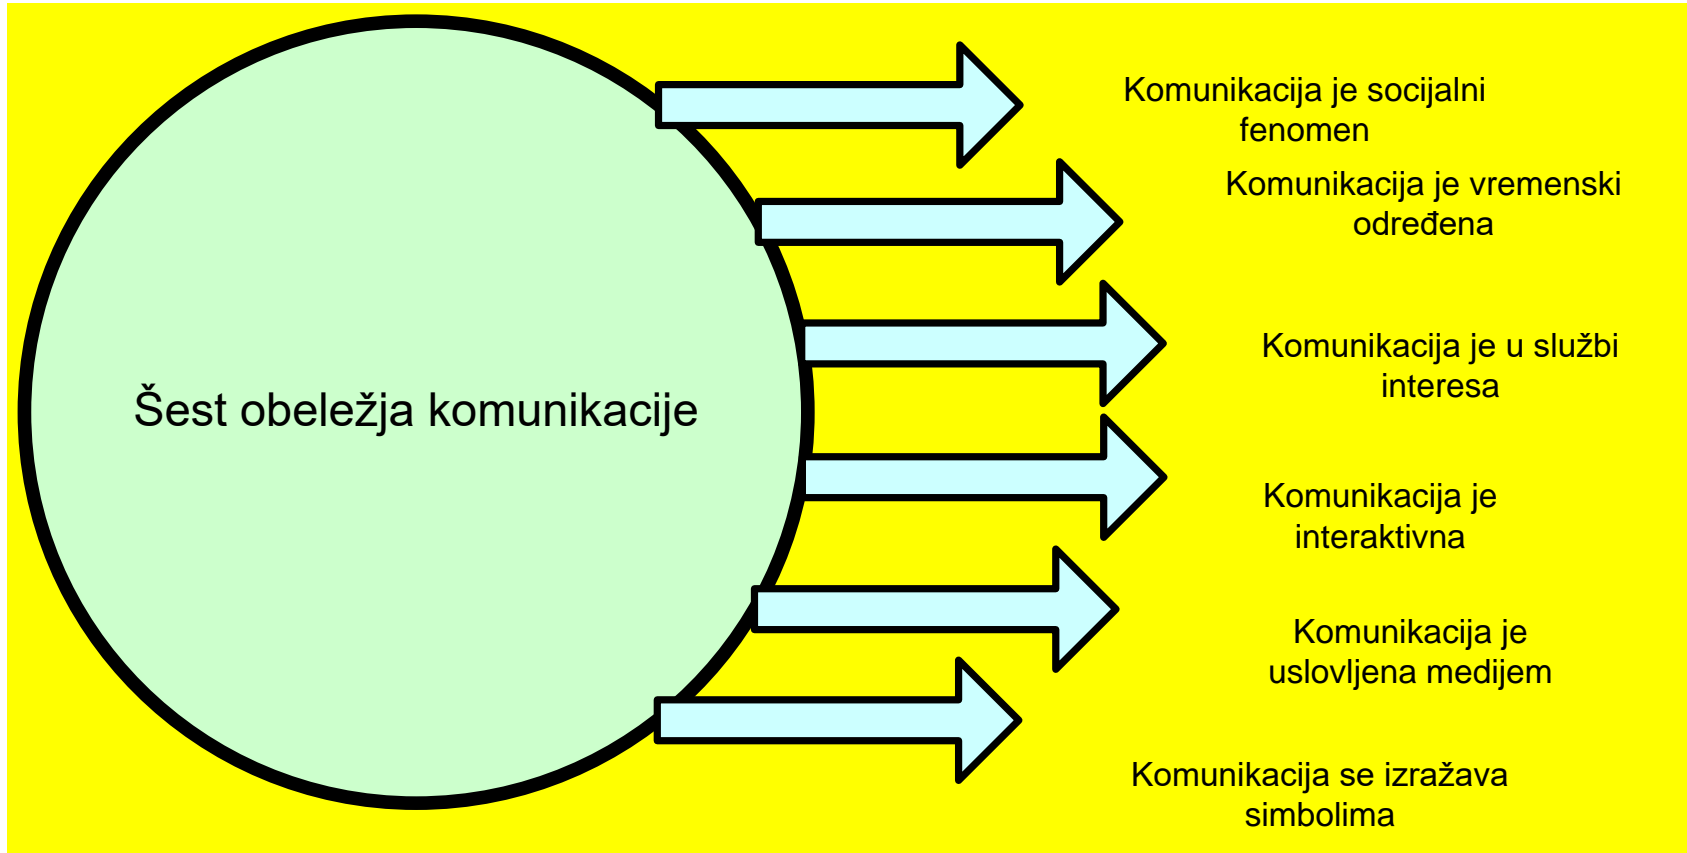 Šest obeležja komunikacije
Komunikacija je socijalni
fenomen
Komunikacija je vremenski
određena
Komunikacija je u službi
interesa
Komunikacija je
interaktivna
Komunikacija je
uslovljena medijem
Komunikacija se izražava
simbolima